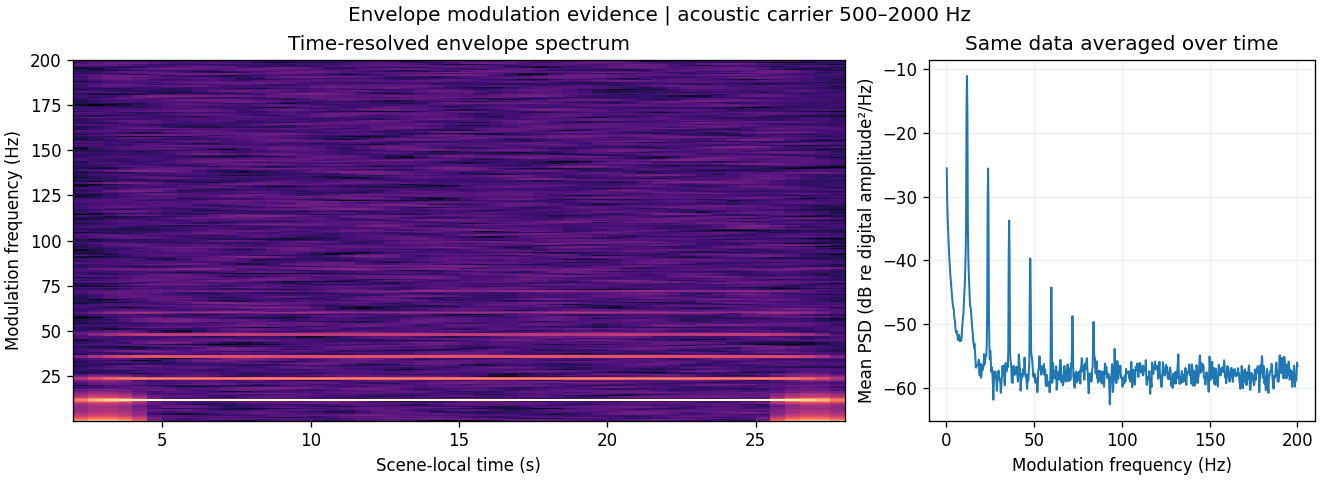 Envelope modulation evidence | acoustic carrier 500–2000 Hz
Time-resolved envelope spectrum
200
175
150
125
100
75
50
25
Modulation frequency (Hz)
5 10 15 20 25
Scene-local time (s)
Same data averaged over time
−10
−20
−30
−40
−50
−60
Mean PSD (dB re digital amplitude²/Hz)
0 50 100 150 200
Modulation frequency (Hz)